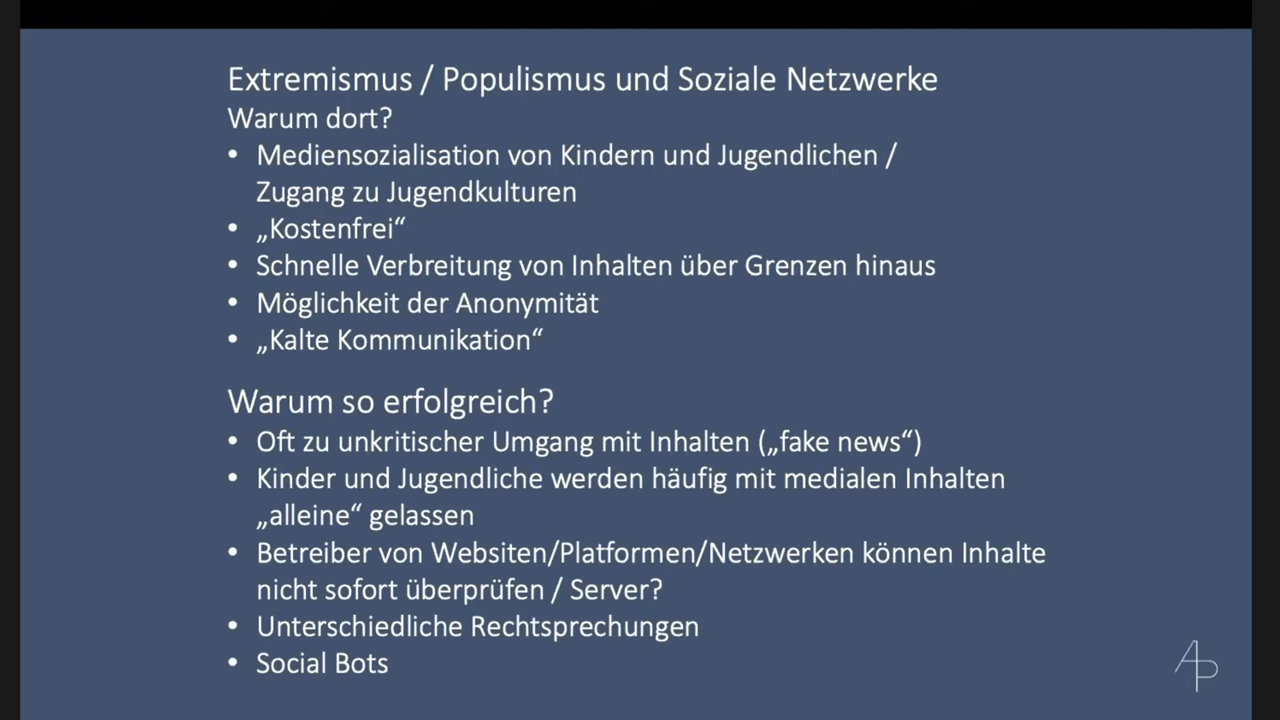 Extremismus / Populismus und Soziale Netzwerke
Warum dort?
• Mediensozialisation von Kindern und Jugendlichen /
Zugang zu Jugendkulturen
• „Kostenfrei“
• Schnelle Verbreitung von Inhalten über Grenzen hinaus
• Möglichkeit der Anonymität
• „Kalte Kommunikation“
Warum so erfolgreich?
• Oft zu unkritischer Umgang mit Inhalten („fake news“)
• Kinder und Jugendliche werden häufig mit medialen Inhalten
„alleine“ gelassen
• Betreiber von Websiten/Platformen/Netzwerken können Inhalte
nicht sofort überprüfen / Server?
• Unterschiedliche Rechtsprechungen
• Social Bots
AP